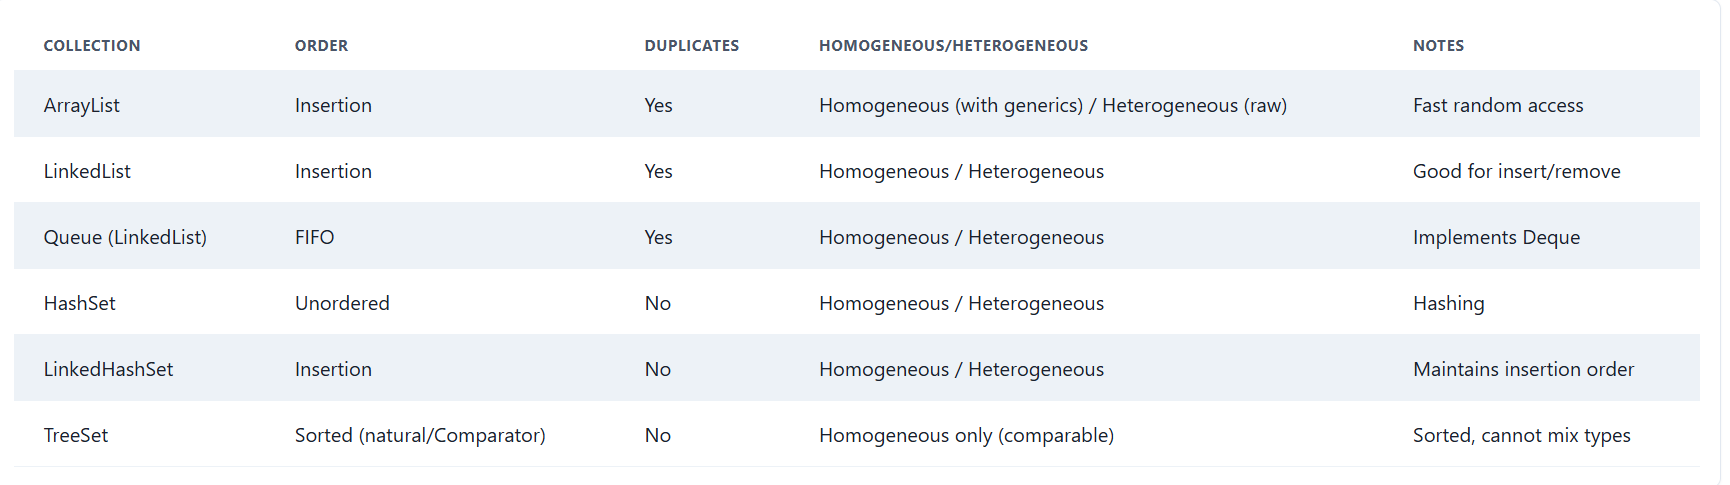 COLLECTION ORDER DUPLICATES HOMOGENEOUS/HETEROGENEOUS NOTES
ArrayList Insertion Yes Homogeneous (with generics) / Heterogeneous (raw) Fast random access
LinkedList Insertion Yes Homogeneous / Heterogeneous Good for insert/remove
Queue (LinkedList) FIFO Yes Homogeneous / Heterogeneous Implements Deque
HashSet Unordered No Homogeneous / Heterogeneous Hashing
LinkedHashSet Insertion No Homogeneous / Heterogeneous Maintains insertion order
TreeSet Sorted (natural/Comparator) No Homogeneous only (comparable) Sorted, cannot mix types